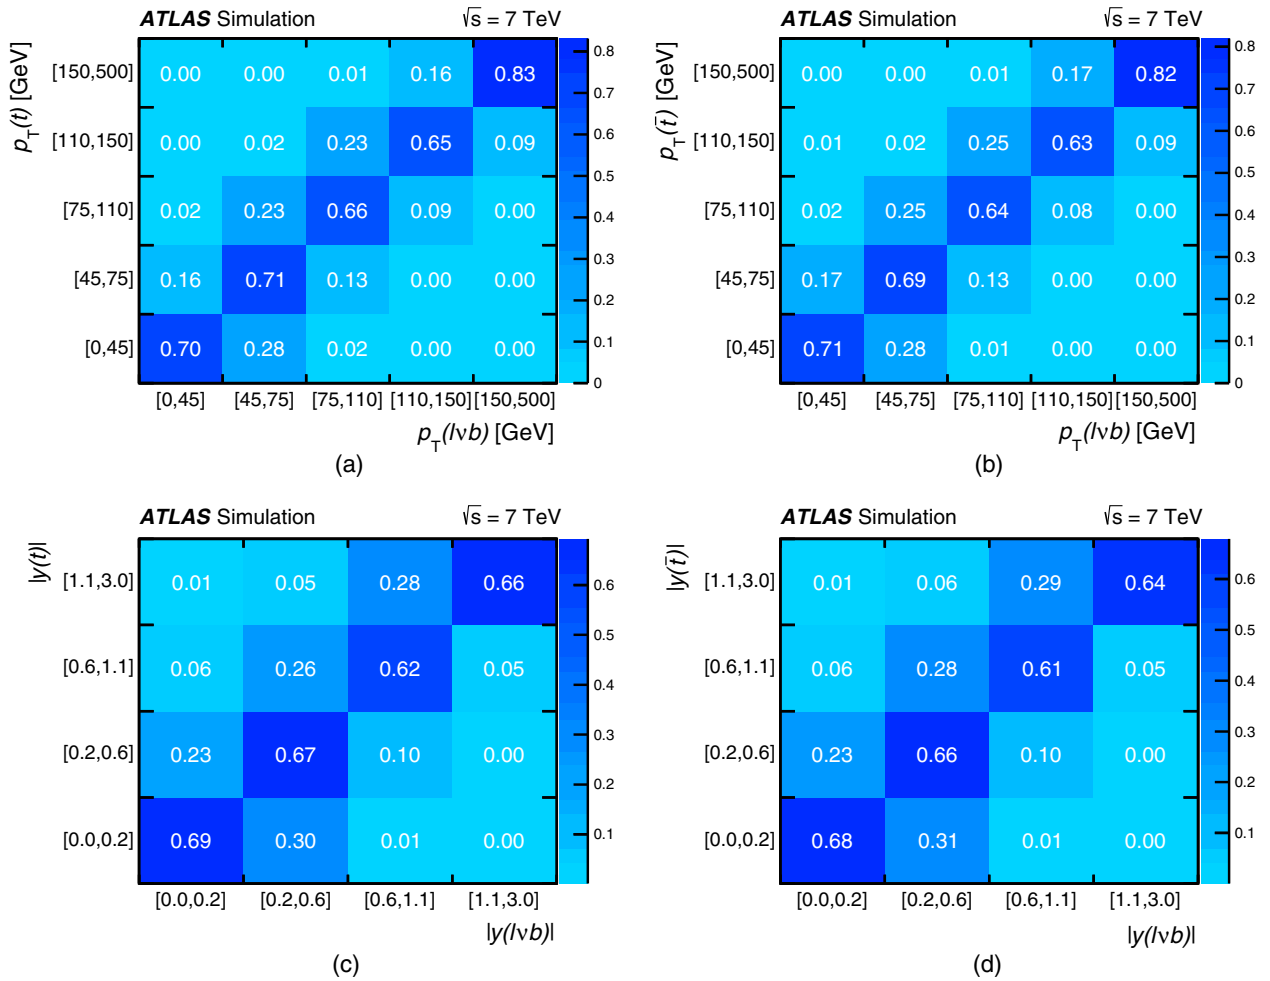 ATLAS Simulation √s = 7 TeV
p_T(t) [GeV]
[150,500] 0.00 0.00 0.01 0.16 0.83
[110,150] 0.00 0.02 0.23 0.65 0.09
[75,110] 0.02 0.23 0.66 0.09 0.00
[45,75] 0.16 0.71 0.13 0.00 0.00
[0,45] 0.70 0.28 0.02 0.00 0.00
[0,45] [45,75] [75,110] [110,150] [150,500]
p_T(lνb) [GeV]
0.8
0.7
0.6
0.5
0.4
0.3
0.2
0.1
0
(a)
ATLAS Simulation √s = 7 TeV
p_T(t̄) [GeV]
[150,500] 0.00 0.00 0.01 0.17 0.82
[110,150] 0.01 0.02 0.25 0.63 0.09
[75,110] 0.02 0.25 0.64 0.08 0.00
[45,75] 0.17 0.69 0.13 0.00 0.00
[0,45] 0.71 0.28 0.01 0.00 0.00
[0,45] [45,75] [75,110] [110,150] [150,500]
p_T(lνb) [GeV]
0.8
0.7
0.6
0.5
0.4
0.3
0.2
0.1
0
(b)
ATLAS Simulation √s = 7 TeV
|y(t)|
[1.1,3.0] 0.01 0.05 0.28 0.66
[0.6,1.1] 0.06 0.26 0.62 0.05
[0.2,0.6] 0.23 0.67 0.10 0.00
[0.0,0.2] 0.69 0.30 0.01 0.00
[0.0,0.2] [0.2,0.6] [0.6,1.1] [1.1,3.0]
|y(lνb)|
0.6
0.5
0.4
0.3
0.2
0.1
(c)
ATLAS Simulation √s = 7 TeV
|y(t̄)|
[1.1,3.0] 0.01 0.06 0.29 0.64
[0.6,1.1] 0.06 0.28 0.61 0.05
[0.2,0.6] 0.23 0.66 0.10 0.00
[0.0,0.2] 0.68 0.31 0.01 0.00
[0.0,0.2] [0.2,0.6] [0.6,1.1] [1.1,3.0]
|y(lνb)|
0.6
0.5
0.4
0.3
0.2
0.1
(d)